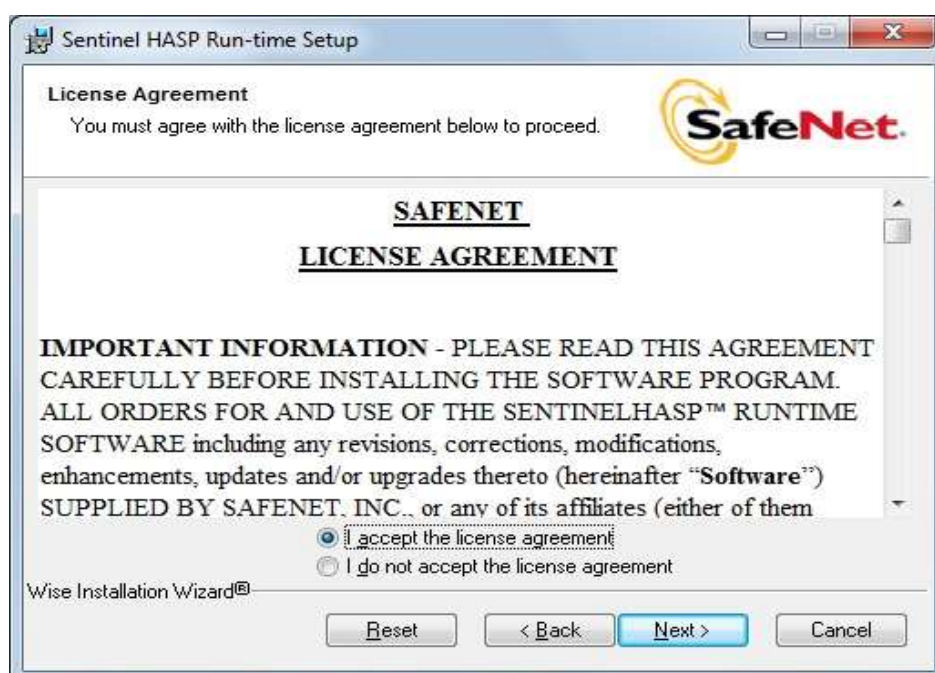 Sentinel HASP Run-time Setup
License Agreement
You must agree with the license agreement below to proceed.
SafeNet.
SAFENET
LICENSE AGREEMENT
IMPORTANT INFORMATION - PLEASE READ THIS AGREEMENT
CAREFULLY BEFORE INSTALLING THE SOFTWARE PROGRAM.
ALL ORDERS FOR AND USE OF THE SENTINELHASP™ RUNTIME
SOFTWARE including any revisions, corrections, modifications,
enhancements, updates and/or upgrades thereto (hereinafter “Software”)
SUPPLIED BY SAFENET, INC., or any of its affiliates (either of them
I accept the license agreement
I do not accept the license agreement
Wise Installation Wizard®
Reset
< Back
Next >
Cancel